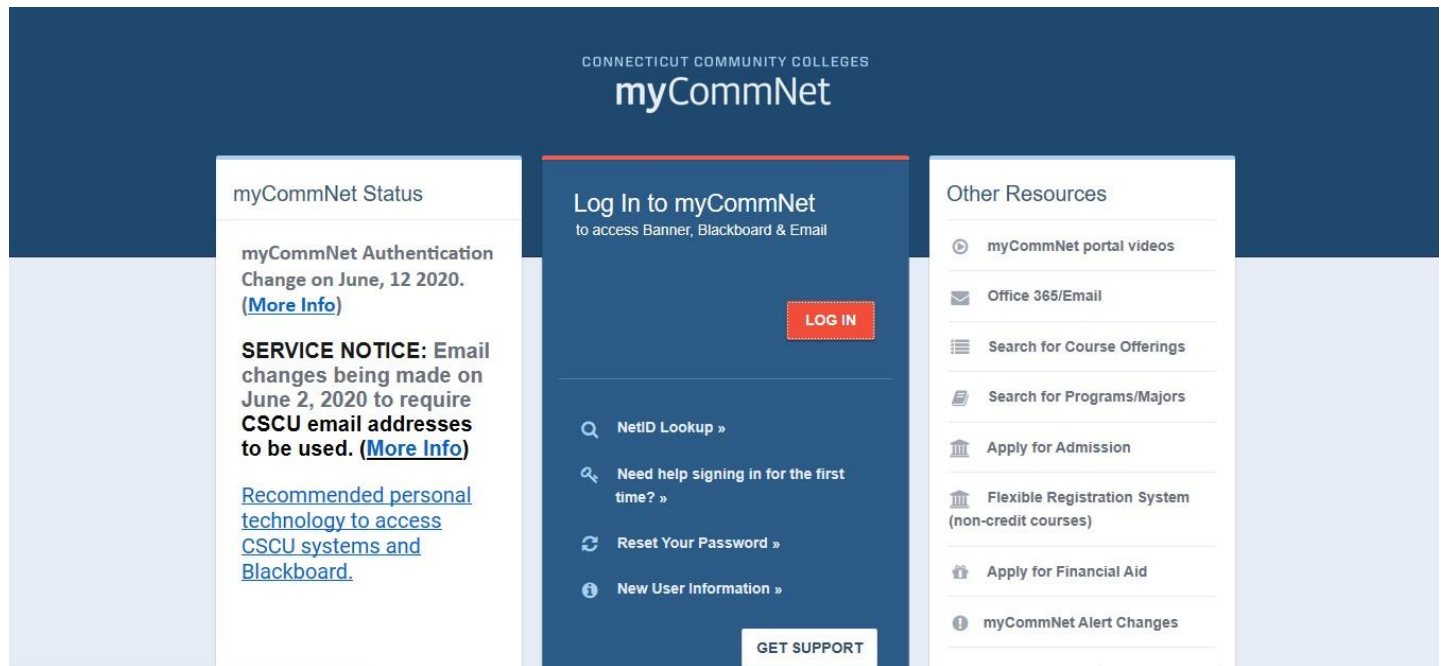 CONNECTICUT COMMUNITY COLLEGES
myCommNet
myCommNet Status
myCommNet Authentication
Change on June, 12 2020.
(More Info)
SERVICE NOTICE: Email
changes being made on
June 2, 2020 to require
CSCU email addresses
to be used. (More Info)
Recommended personal
technology to access
CSCU systems and
Blackboard.
Log In to myCommNet
to access Banner, Blackboard & Email
LOG IN
NetID Lookup »
Need help signing in for the first
time? »
Reset Your Password »
New User Information »
GET SUPPORT
Other Resources
myCommNet portal videos
Office 365/Email
Search for Course Offerings
Search for Programs/Majors
Apply for Admission
Flexible Registration System
(non-credit courses)
Apply for Financial Aid
myCommNet Alert Changes